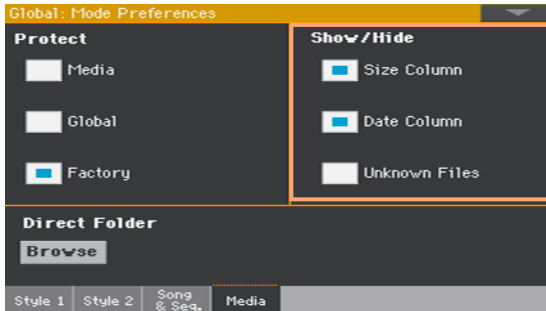 Global: Mode Preferences
Protect
Show/Hide
Media
Size Column
Global
Date Column
Factory
Unknown Files
Direct Folder
Browse
Style 1
Style 2
Song
& Seq.
Media